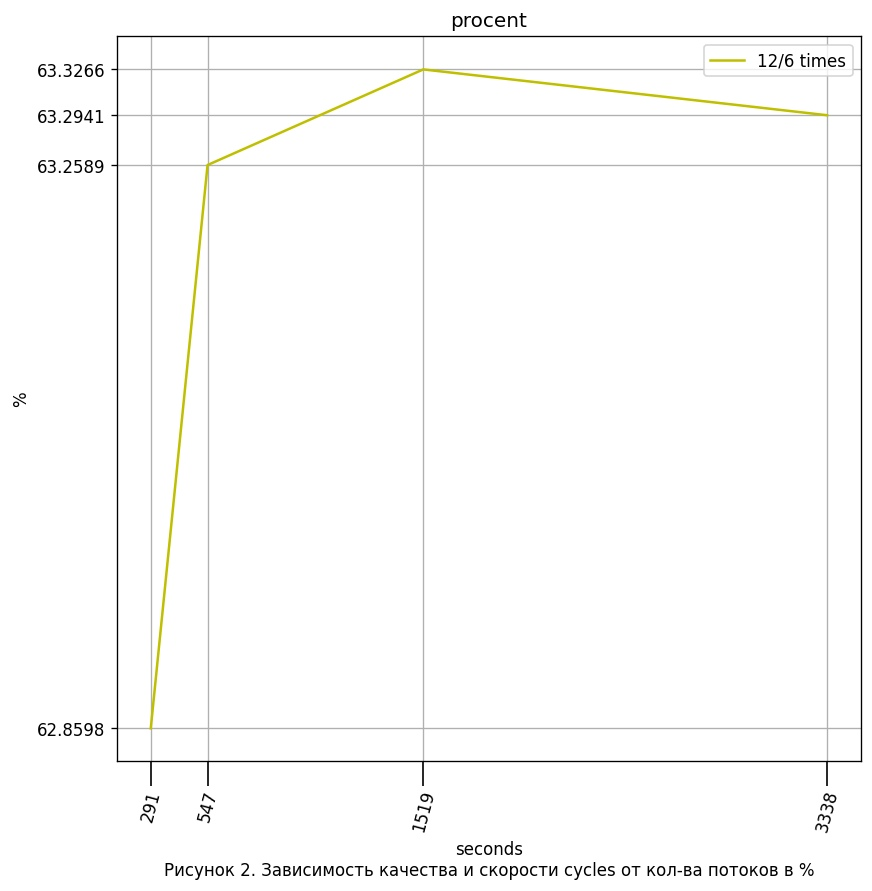 procent
12/6 times
63.3266
63.2941
63.2589
%
62.8598
291
547
1519
3338
seconds
Рисунок 2. Зависимость качества и скорости cycles от кол-ва потоков в %